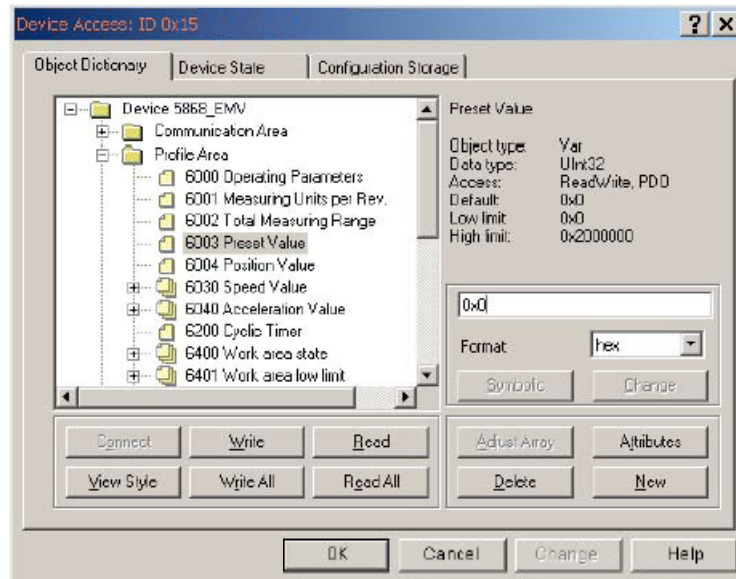 Device Access: ID 0x15
Object Dictionary
Device State
Configuration Storage
Device 5868_EMV
Communication Area
Profile Area
6000 Operating Parameters
6001 Measuring Units per Rev.
6002 Total Measuring Range
6003 Preset Value
6004 Position Value
6030 Speed Value
6040 Acceleration Value
6200 Cyclic Timer
6400 Work area state
6401 Work area low limit
Preset Value
Object type: Var
Data type: UInt32
Access: ReadWrite, PDO
Default: 0x0
Low limit: 0x0
High limit: 0x2000000
0x0
Format hex
Symbolic Change
Connect Write Read
View Style Write All Read All
Adjust Array Attributes
Delete New
OK Cancel Change Help